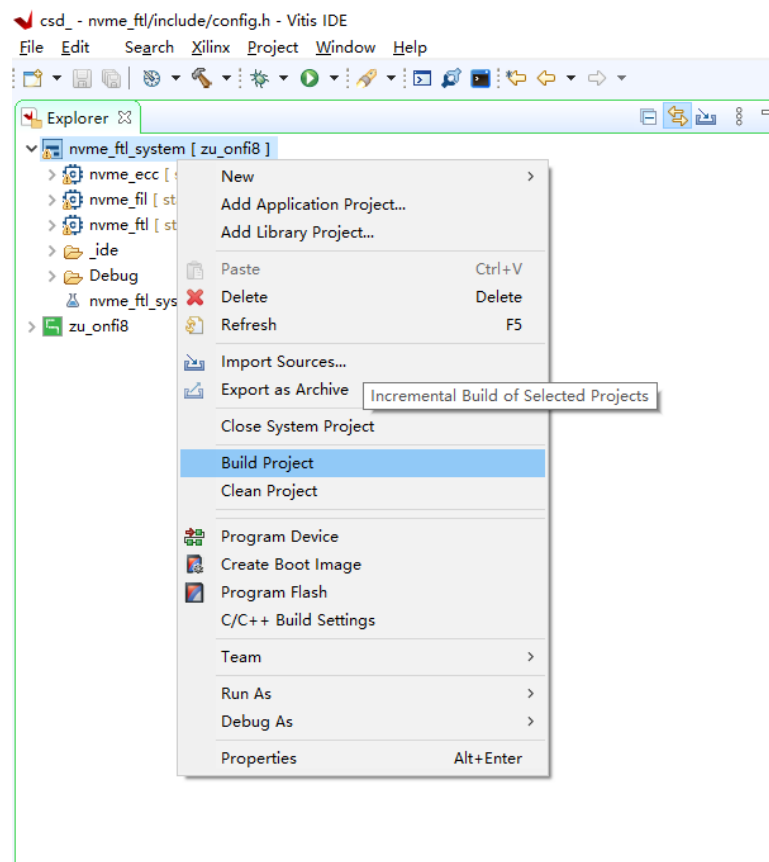 csd_ - nvme_ftl/include/config.h - Vitis IDE
File Edit Search Xilinx Project Window Help
Explorer
nvme_ftl_system [ zu_onfi8 ]
nvme_ecc [
nvme_fil [ st
nvme_ftl [ st
_ide
Debug
nvme_ftl_sys
zu_onfi8
New
Add Application Project...
Add Library Project...
Paste Ctrl+V
Delete Delete
Refresh F5
Import Sources...
Export as Archive
Incremental Build of Selected Projects
Close System Project
Build Project
Clean Project
Program Device
Create Boot Image
Program Flash
C/C++ Build Settings
Team
Run As
Debug As
Properties Alt+Enter